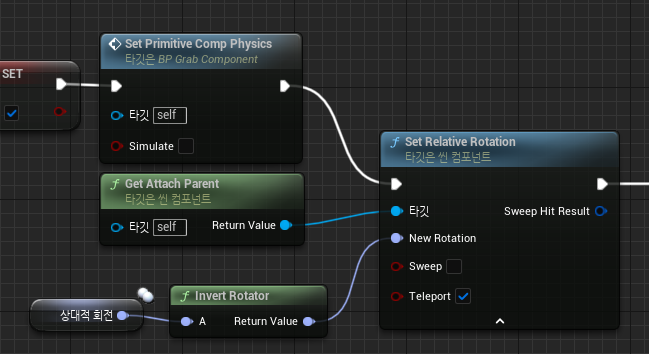 SET
Set Primitive Comp Physics
타깃은 BP Grab Component
타깃 self
Simulate
Get Attach Parent
타깃은 씬 컴포넌트
타깃 self
Return Value
상대적 회전
Invert Rotator
A
Return Value
Set Relative Rotation
타깃은 씬 컴포넌트
타깃
Sweep Hit Result
New Rotation
Sweep
Teleport